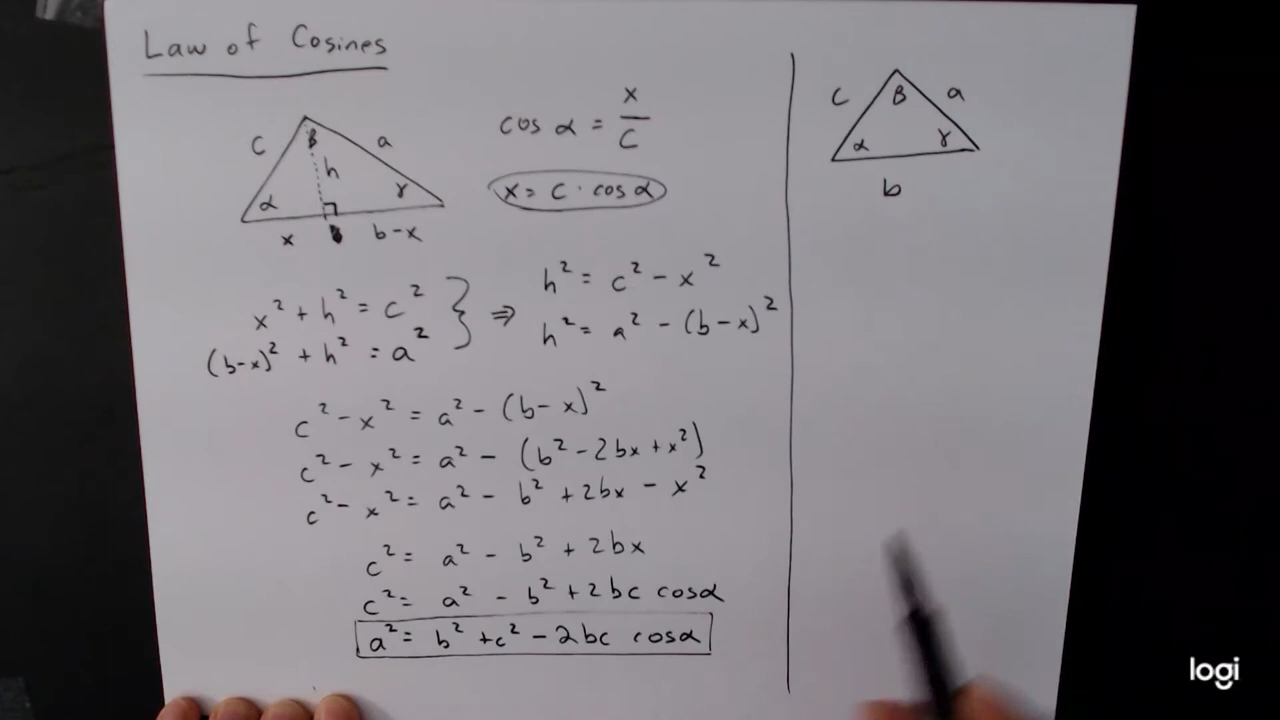 Law of Cosines
c
β
a
h
α
γ
x
b-x
cos α = x/c
x = c · cos α
x² + h² = c²
(b-x)² + h² = a²
} ⇒
h² = c² - x²
h² = a² - (b-x)²
c² - x² = a² - (b-x)²
c² - x² = a² - (b² - 2bx + x²)
c² - x² = a² - b² + 2bx - x²
c² = a² - b² + 2bx
c² = a² - b² + 2bc cosα
a² = b² + c² - 2bc cosα
c
β
a
α
γ
b
logi